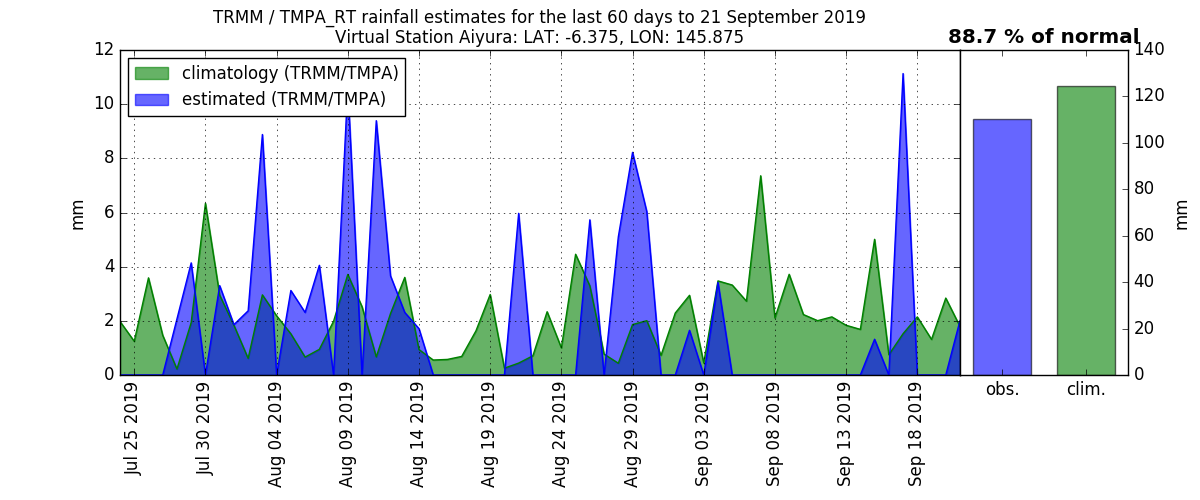 TRMM / TMPA_RT rainfall estimates for the last 60 days to 21 September 2019
Virtual Station Aiyura: LAT: -6.375, LON: 145.875
88.7 % of normal
climatology (TRMM/TMPA)
estimated (TRMM/TMPA)
12
10
8
6
4
2
0
mm
Jul 25 2019
Jul 30 2019
Aug 04 2019
Aug 09 2019
Aug 14 2019
Aug 19 2019
Aug 24 2019
Aug 29 2019
Sep 03 2019
Sep 08 2019
Sep 13 2019
Sep 18 2019
obs.
clim.
140
120
100
80
60
40
20
0
mm